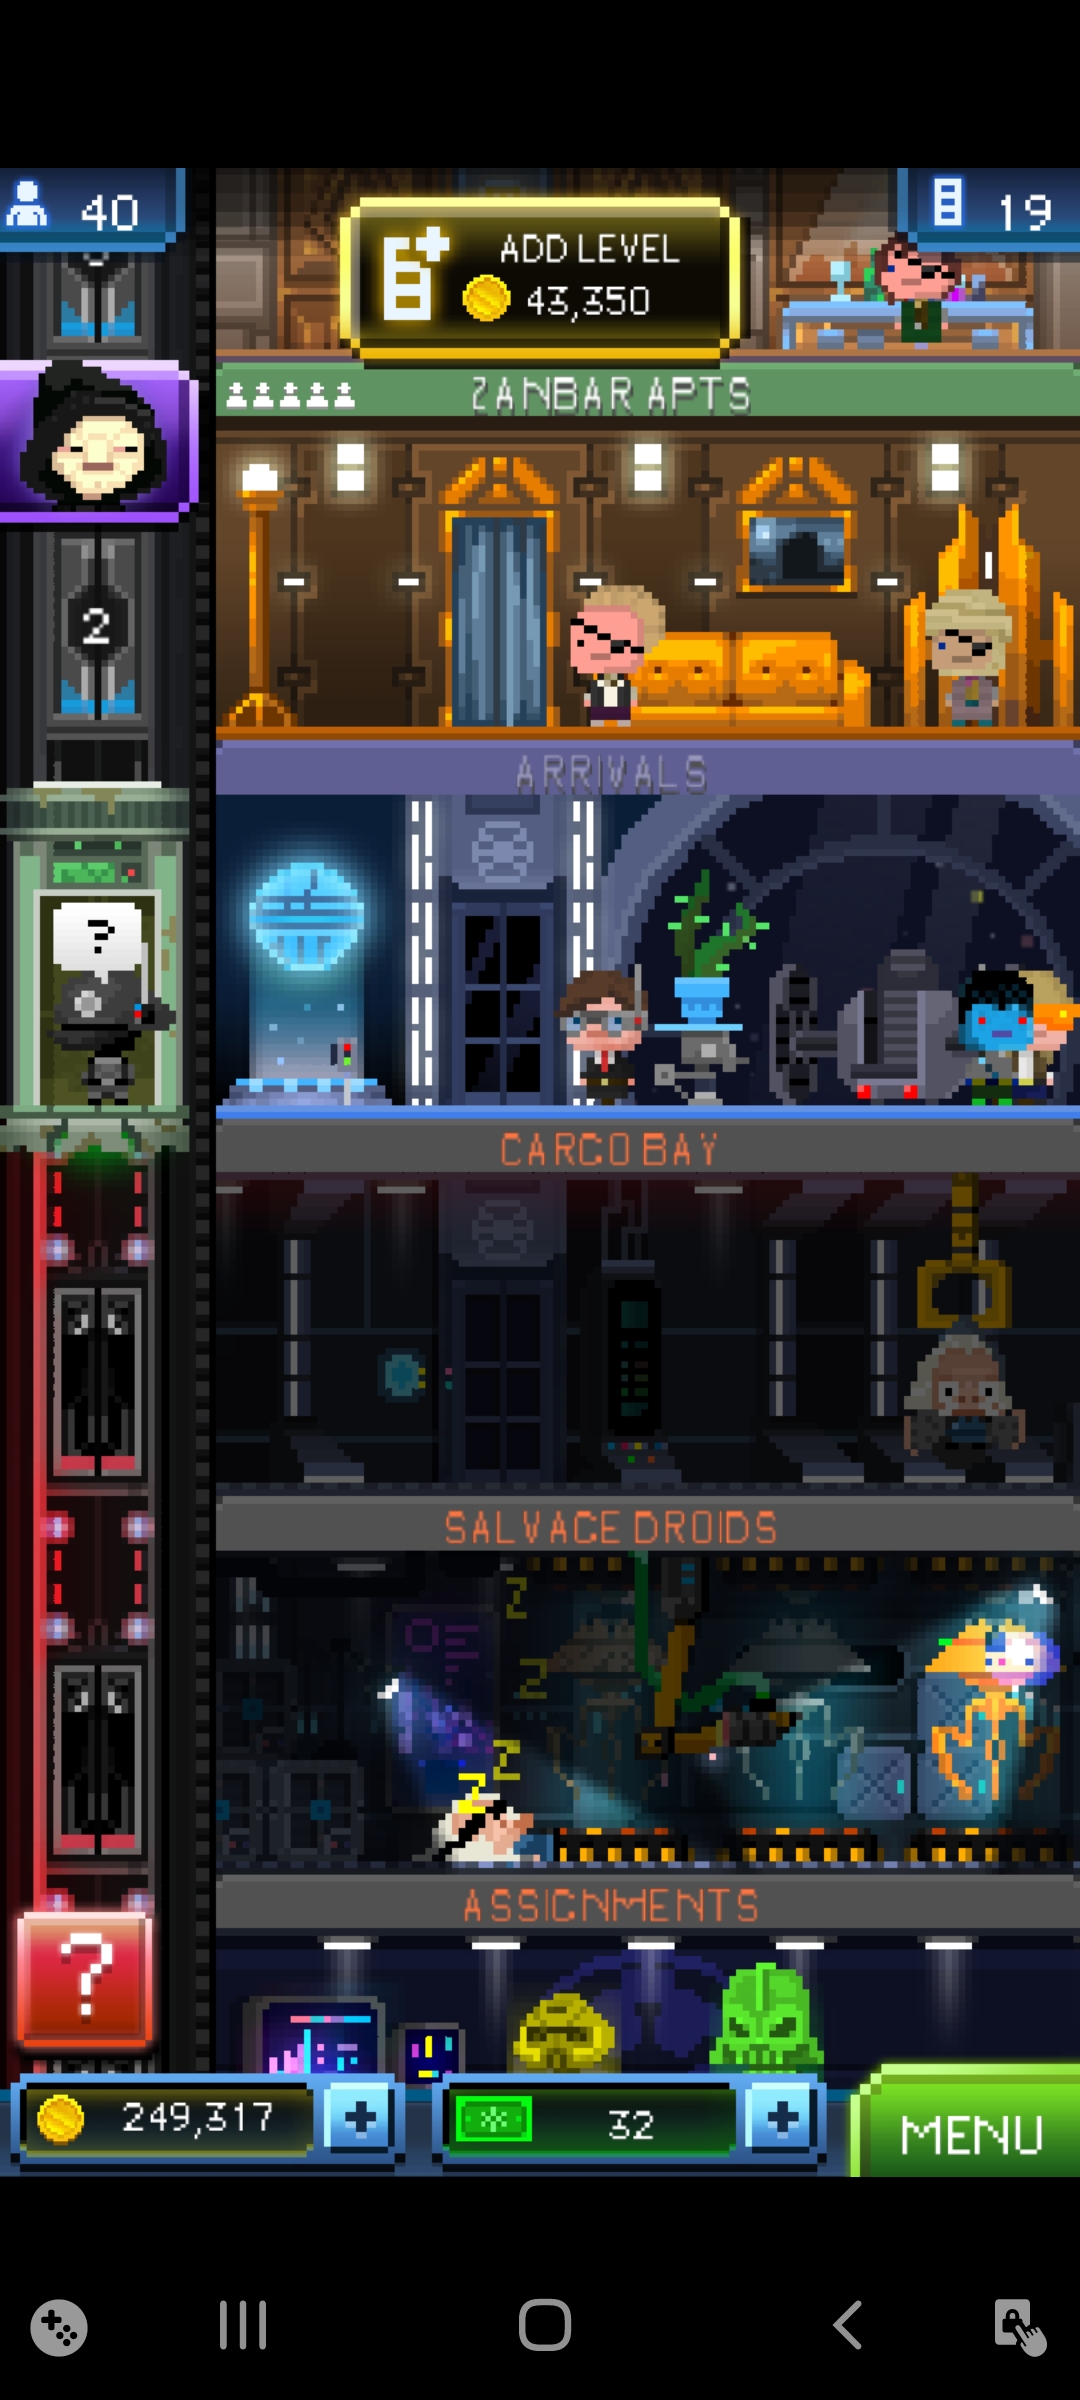 40
ADD LEVEL
43,350
19
ZANBAR APTS
2
ARRIVALS
?
CARGO BAY
SALVAGE DROIDS
Z
Z
Z
Z
ASSIGNMENTS
?
249,317
+
32
+
MENU